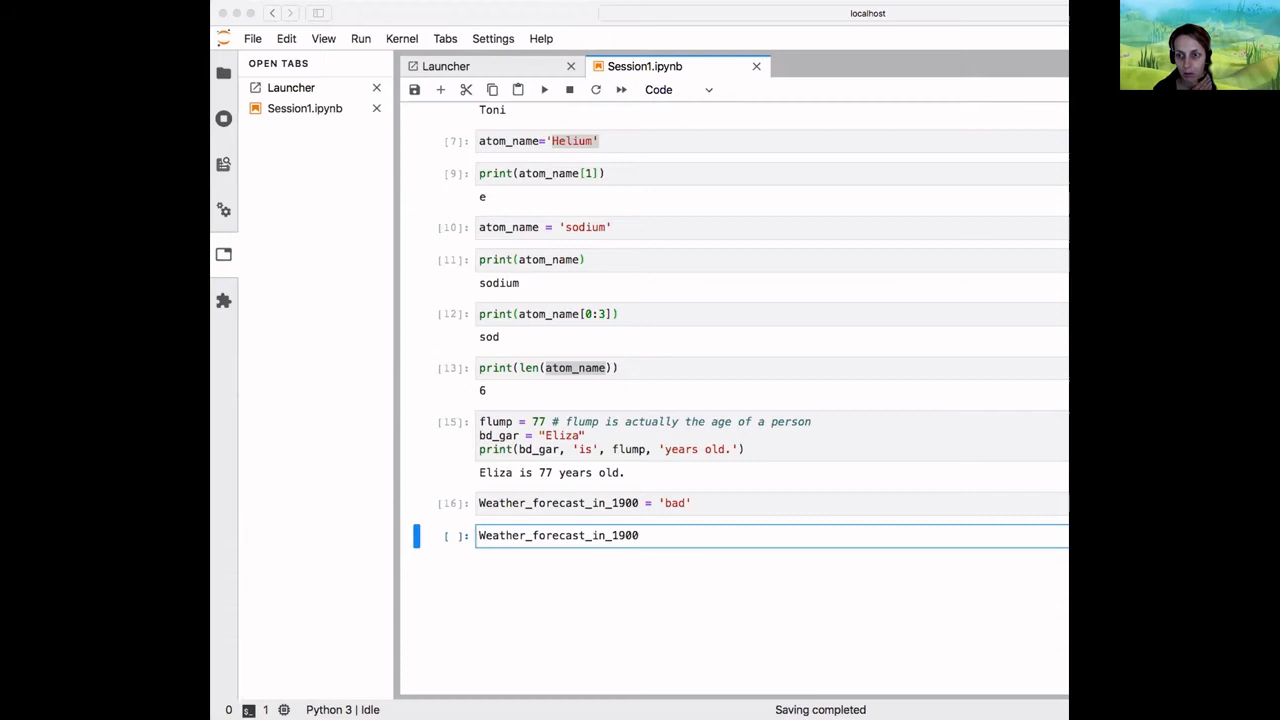 localhost
File Edit View Run Kernel Tabs Settings Help
OPEN TABS
Launcher
Session1.ipynb
Launcher
Session1.ipynb
Code
Toni
[7]: atom_name='Helium'
[9]: print(atom_name[1])
e
[10]: atom_name = 'sodium'
[11]: print(atom_name)
sodium
[12]: print(atom_name[0:3])
sod
[13]: print(len(atom_name))
6
[15]: flump = 77 # flump is actually the age of a person
bd_gar = "Eliza"
print(bd_gar, 'is', flump, 'years old.')
Eliza is 77 years old.
[16]: Weather_forecast_in_1900 = 'bad'
[ ]: Weather_forecast_in_1900
0 $_ 1 Python 3 | Idle Saving completed